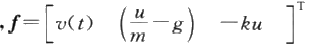 , f = [ v(t) ( u/m − g ) − ku ]^T